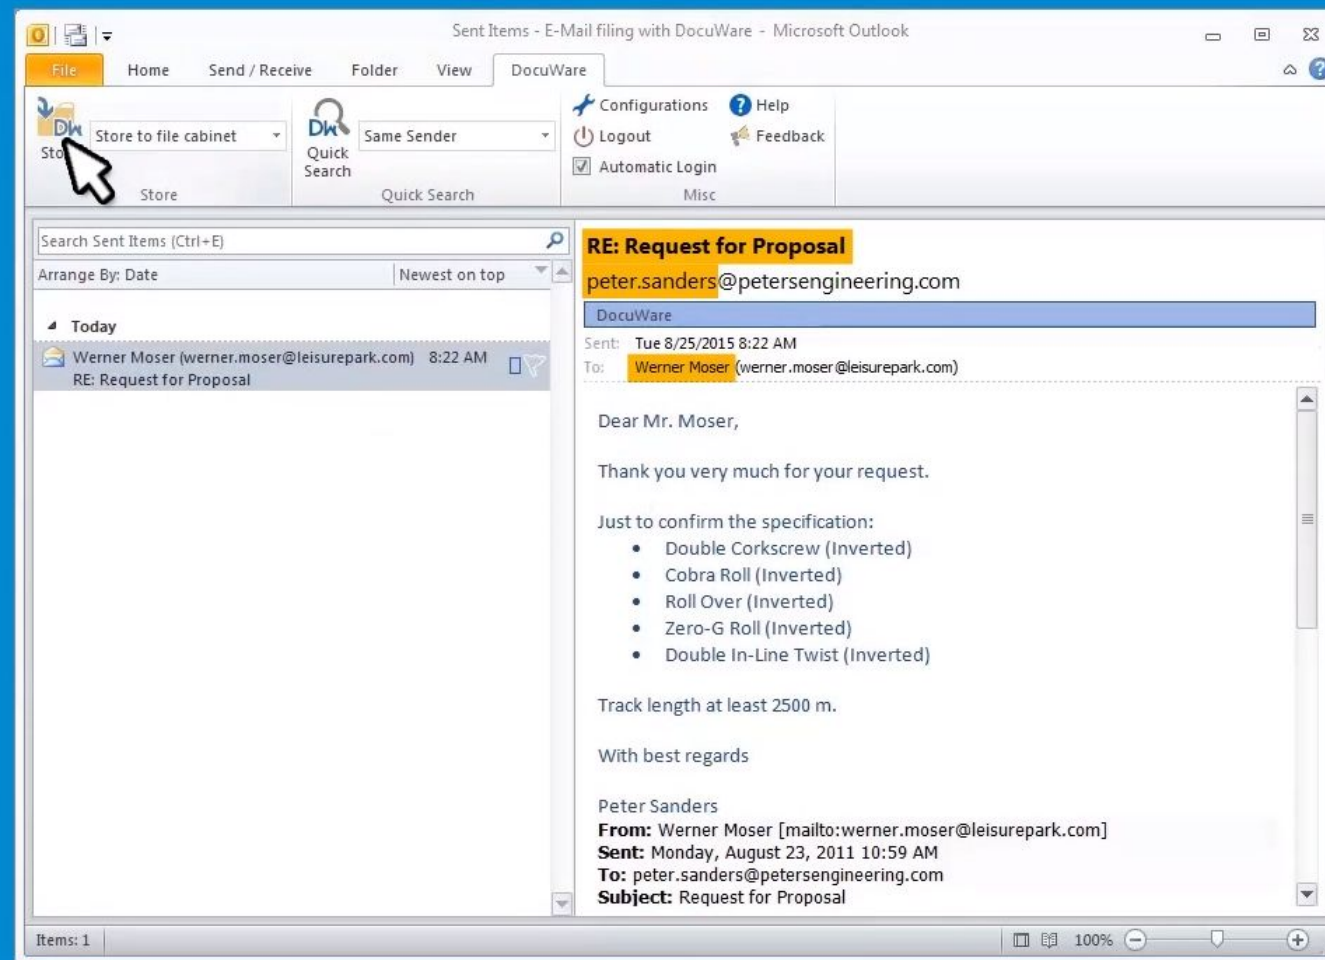 Sent Items - E-Mail filing with DocuWare - Microsoft Outlook
File Home Send / Receive Folder View DocuWare
DW Store to file cabinet
Store
DW Quick Search
Same Sender
Quick Search
Configurations Help
Logout Feedback
Automatic Login
Misc
Search Sent Items (Ctrl+E)
Arrange By: Date Newest on top
Today
Werner Moser (werner.moser@leisurepark.com) 8:22 AM
RE: Request for Proposal
RE: Request for Proposal
peter.sanders@petersengineering.com
DocuWare
Sent: Tue 8/25/2015 8:22 AM
To: Werner Moser (werner.moser@leisurepark.com)
Dear Mr. Moser,
Thank you very much for your request.
Just to confirm the specification:
• Double Corkscrew (Inverted)
• Cobra Roll (Inverted)
• Roll Over (Inverted)
• Zero-G Roll (Inverted)
• Double In-Line Twist (Inverted)
Track length at least 2500 m.
With best regards
Peter Sanders
From: Werner Moser [mailto:werner.moser@leisurepark.com]
Sent: Monday, August 23, 2011 10:59 AM
To: peter.sanders@petersengineering.com
Subject: Request for Proposal
Items: 1 100%